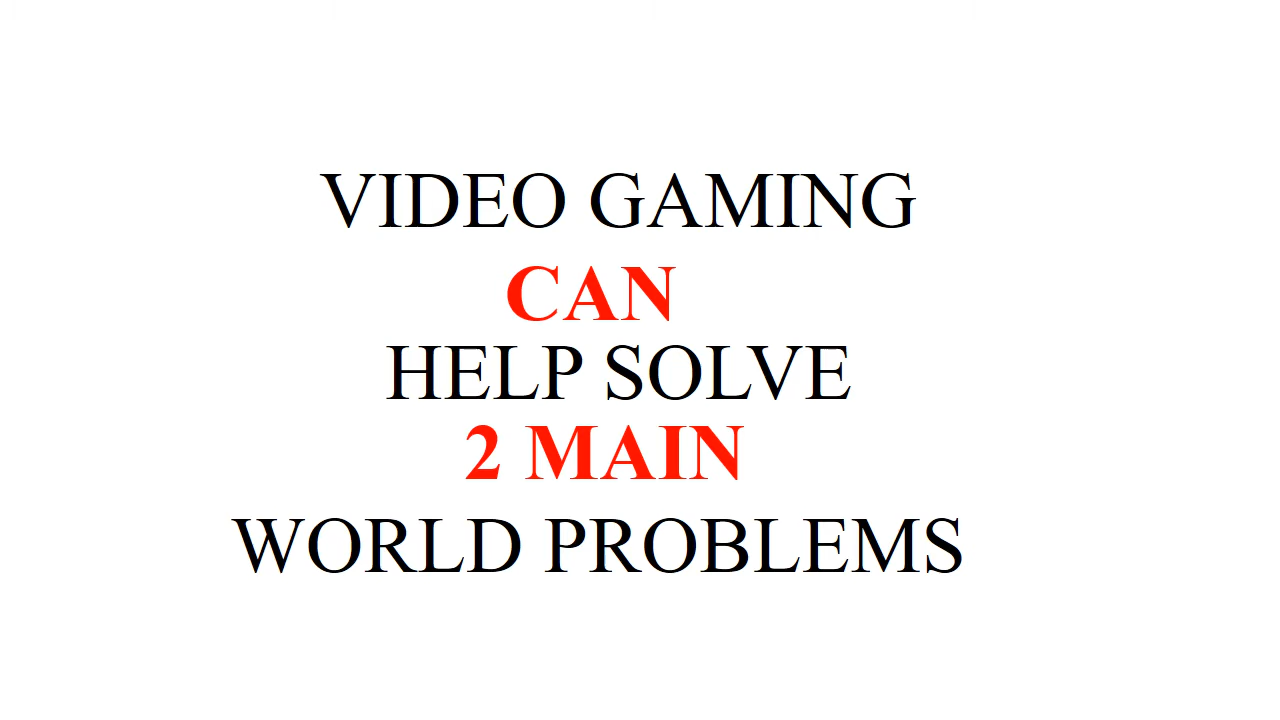 VIDEO GAMING
CAN
HELP SOLVE
2 MAIN
WORLD PROBLEMS